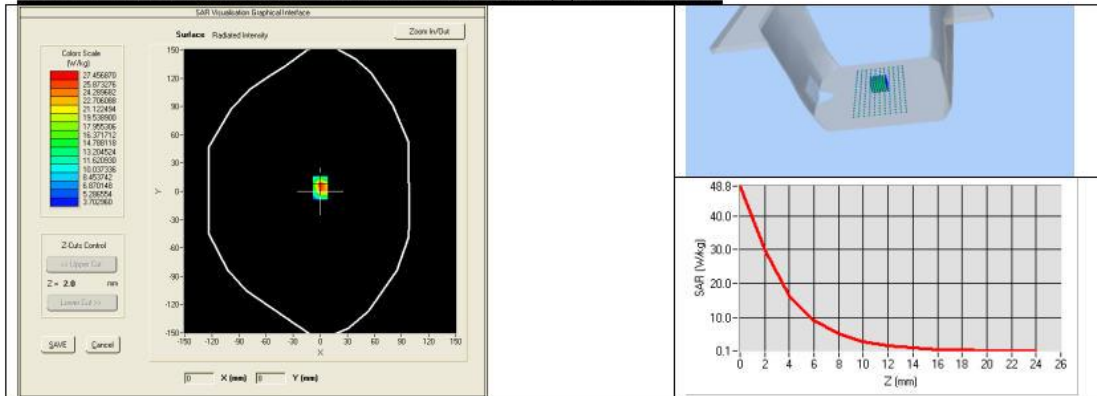 SAR Visualisation Graphical Interface
Surface Radiated Intensity
Zoom In/Out
Colors Scale
(W/kg)
27.456870
25.873276
24.289682
22.706088
21.122494
19.538900
17.955306
16.371712
14.788118
13.204524
11.620930
10.037336
8.453742
6.870148
5.286554
3.702960
Z-Cuts Control
<< Upper Cut
Z = 2.0 mm
Lower Cut >>
SAVE Cancel
150
120
90
60
30
0
-30
-60
-90
-120
-150
Y
-150 -120 -90 -60 -30 0 30 60 90 120 150
X
0 X (mm) 8 Y (mm)
48.8
40.0
30.0
20.0
10.0
0.1
SAR (W/kg)
0 2 4 6 8 10 12 14 16 18 20 22 24 26
Z (mm)